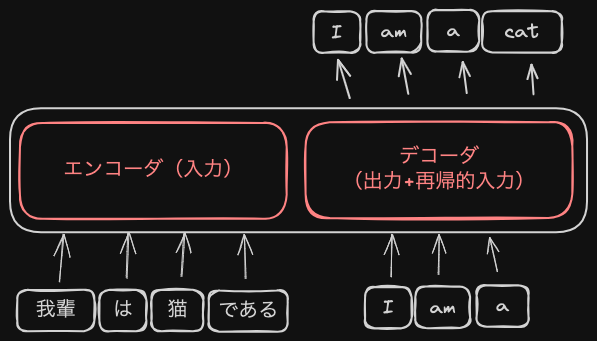 I am a cat
エンコーダ（入力）
デコーダ
（出力+再帰的入力）
我輩 は 猫 である
I am a